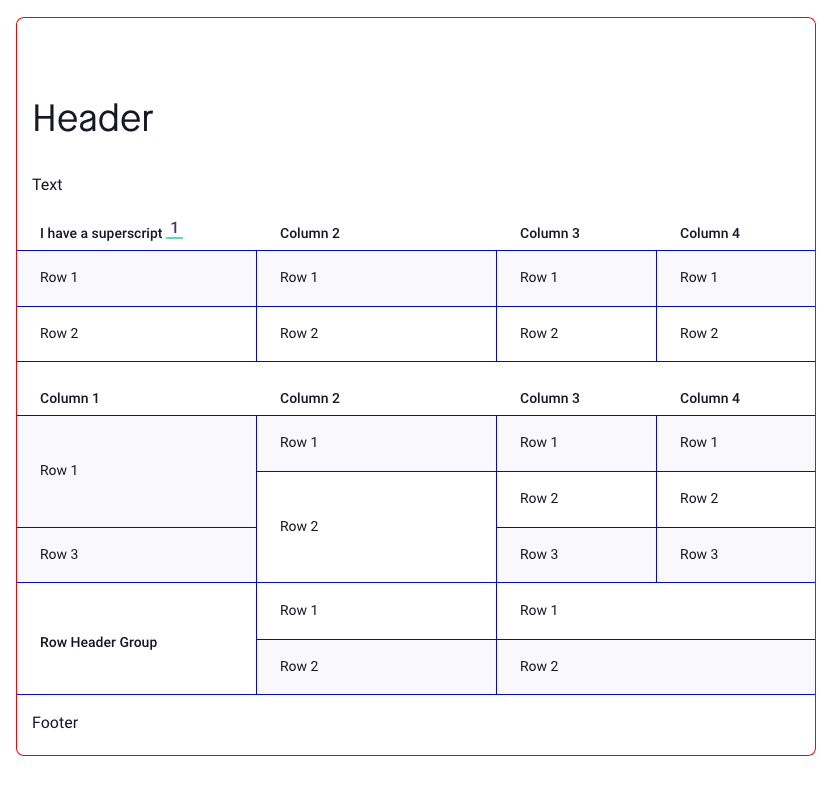 Header
Text
I have a superscript 1 Column 2 Column 3 Column 4
Row 1 Row 1 Row 1 Row 1
Row 2 Row 2 Row 2 Row 2
Column 1 Column 2 Column 3 Column 4
Row 1 Row 1 Row 1 Row 1
Row 2 Row 2 Row 2
Row 3 Row 3 Row 3
Row Header Group Row 1 Row 1
Row 2 Row 2
Footer